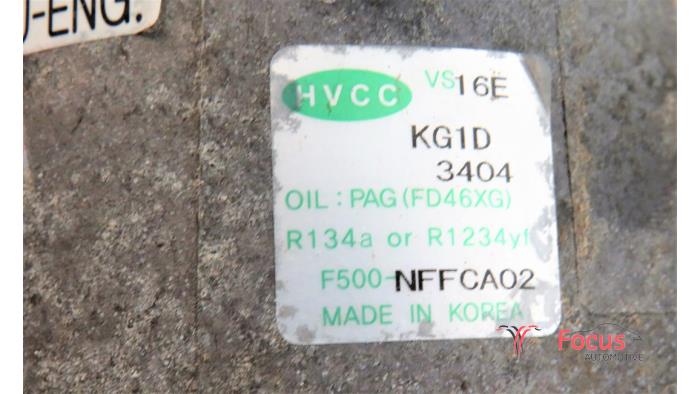 -ENG.
HVCC VS16E
KG1D
3404
OIL : PAG (FD46XG)
R134a or R1234yf
F500-NFFCA02
MADE IN KOREA
Focus
AUTOMOTIVE